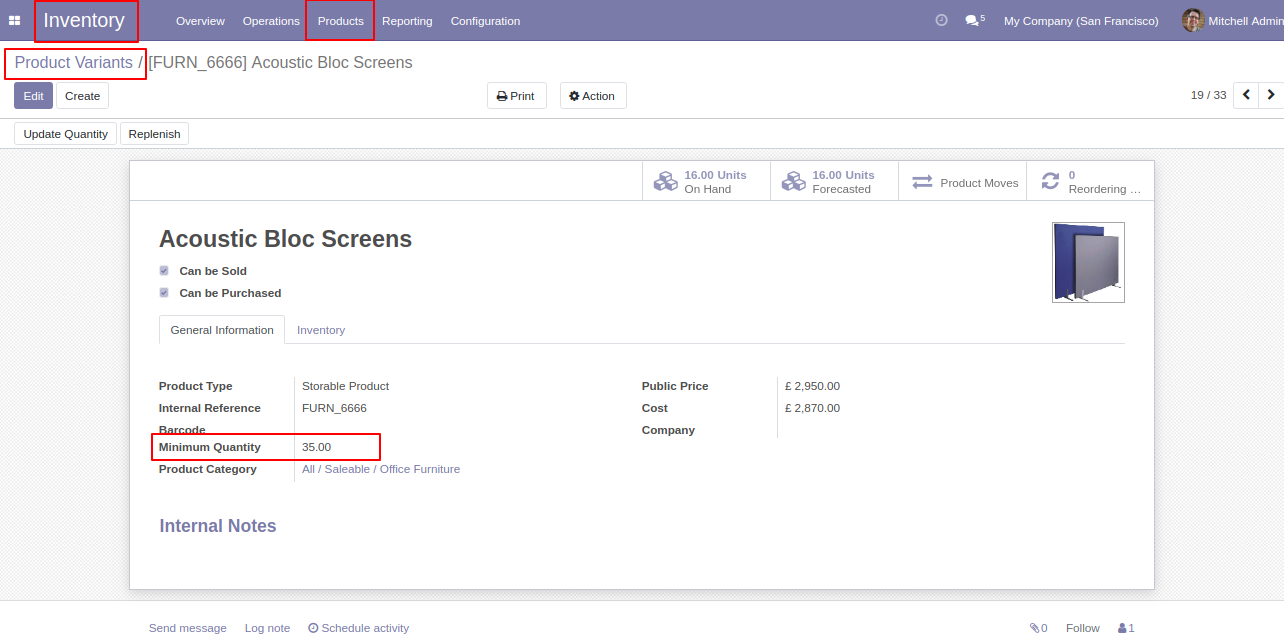 Inventory Overview Operations Products Reporting Configuration 5 My Company (San Francisco) Mitchell Admin
Product Variants / [FURN_6666] Acoustic Bloc Screens
Edit Create Print Action 19 / 33
Update Quantity Replenish
16.00 Units 16.00 Units 0
On Hand Forecasted Product Moves Reordering ...
Acoustic Bloc Screens
Can be Sold
Can be Purchased
General Information Inventory
Product Type Storable Product Public Price £ 2,950.00
Internal Reference FURN_6666 Cost £ 2,870.00
Barcode Company
Minimum Quantity 35.00
Product Category All / Saleable / Office Furniture
Internal Notes
Send message Log note Schedule activity 0 Follow 1